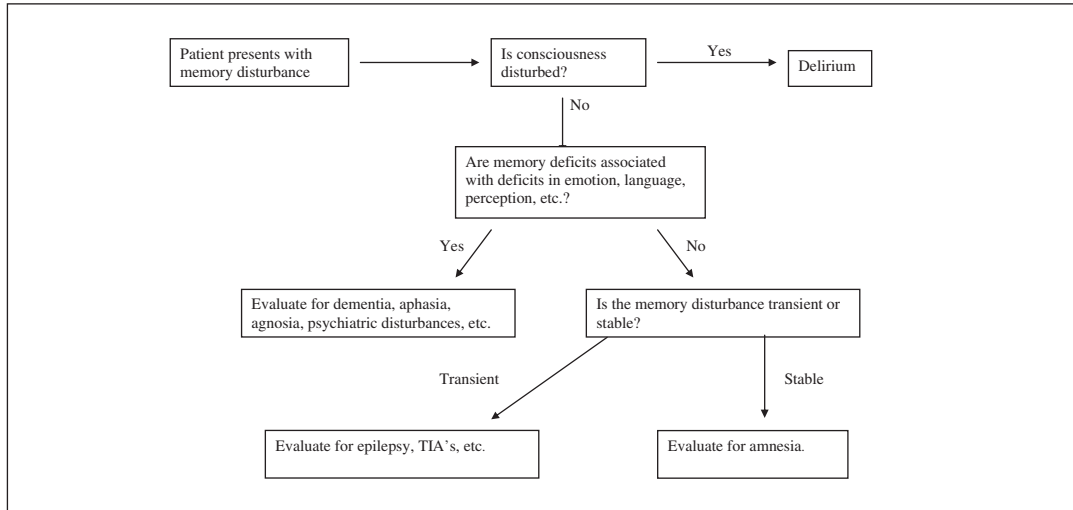 Patient presents with
memory disturbance
Is consciousness
disturbed?
Yes
Delirium
No
Are memory deficits associated
with deficits in emotion, language,
perception, etc.?
Yes
No
Evaluate for dementia, aphasia,
agnosia, psychiatric disturbances, etc.
Is the memory disturbance transient or
stable?
Transient
Stable
Evaluate for epilepsy, TIA's, etc.
Evaluate for amnesia.